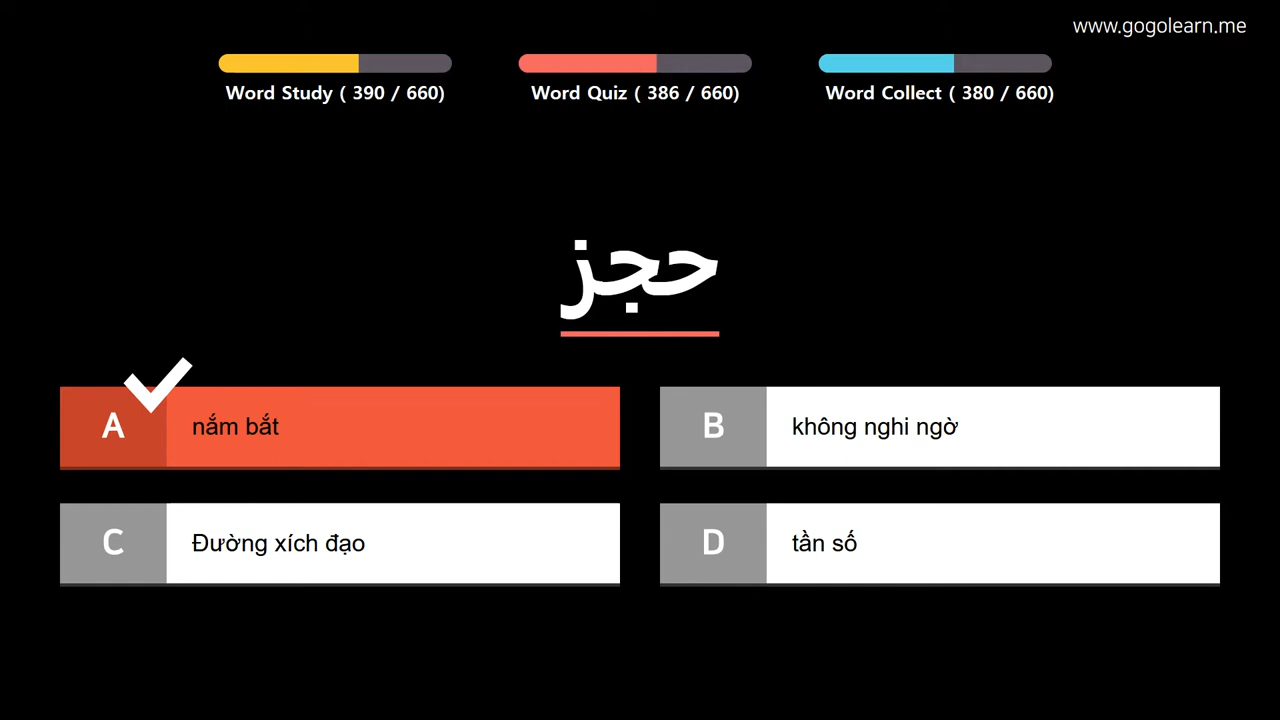 www.gogolearn.me
Word Study ( 390 / 660)
Word Quiz ( 386 / 660)
Word Collect ( 380 / 660)
حجز
A nắm bắt
B không nghi ngờ
C Đường xích đạo
D tần số